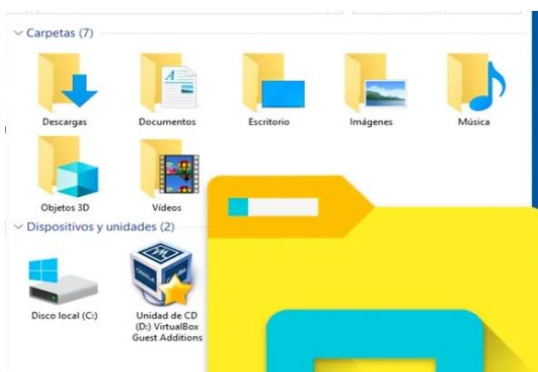 Carpetas (7)
Descargas
Documentos
Escritorio
Imágenes
Música
Objetos 3D
Vídeos
Dispositivos y unidades (2)
Disco local (C:)
Unidad de CD
(D:) VirtualBox
Guest Additions